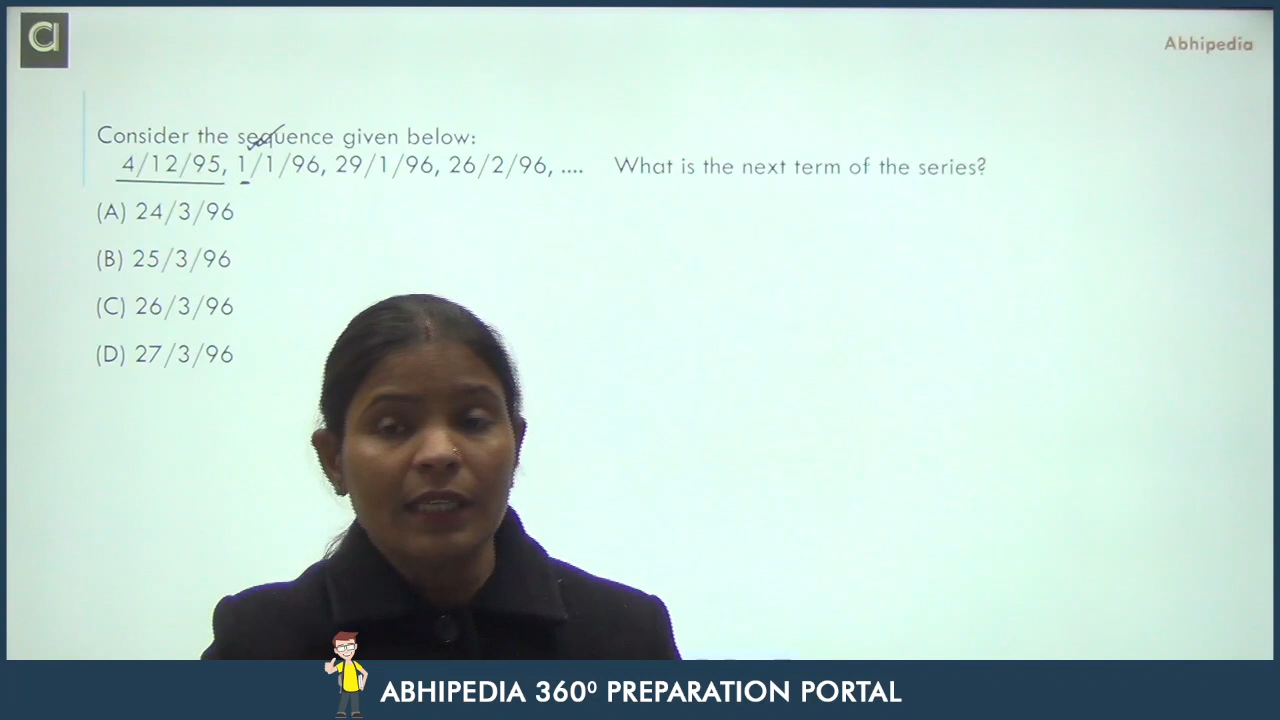 Abhipedia
Consider the sequence given below:
4/12/95, 1/1/96, 29/1/96, 26/2/96, .... What is the next term of the series?
(A) 24/3/96
(B) 25/3/96
(C) 26/3/96
(D) 27/3/96
ABHIPEDIA 360⁰ PREPARATION PORTAL